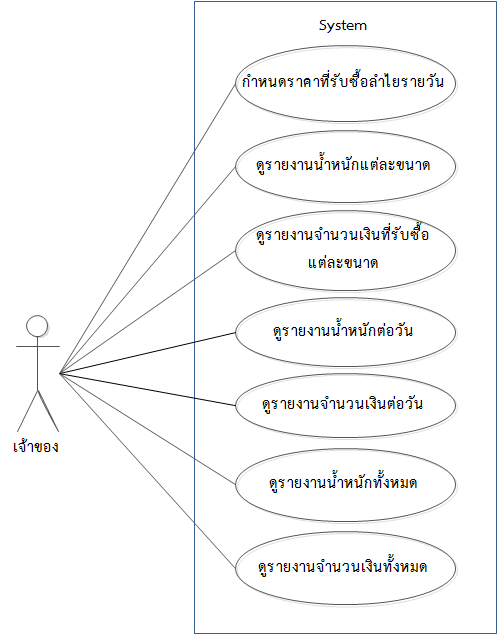 System
กำหนดราคาที่รับซื้อลำไยรายวัน
ดูรายงานน้ำหนักแต่ละขนาด
ดูรายงานจำนวนเงินที่รับซื้อ
แต่ละขนาด
ดูรายงานน้ำหนักต่อวัน
ดูรายงานจำนวนเงินต่อวัน
เจ้าของ
ดูรายงานน้ำหนักทั้งหมด
ดูรายงานจำนวนเงินทั้งหมด